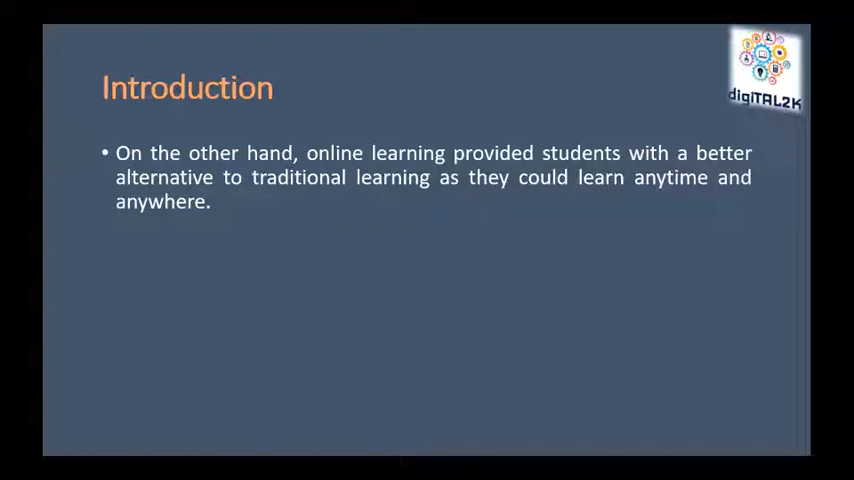 digiTAL2K
Introduction
• On the other hand, online learning provided students with a better
alternative to traditional learning as they could learn anytime and
anywhere.